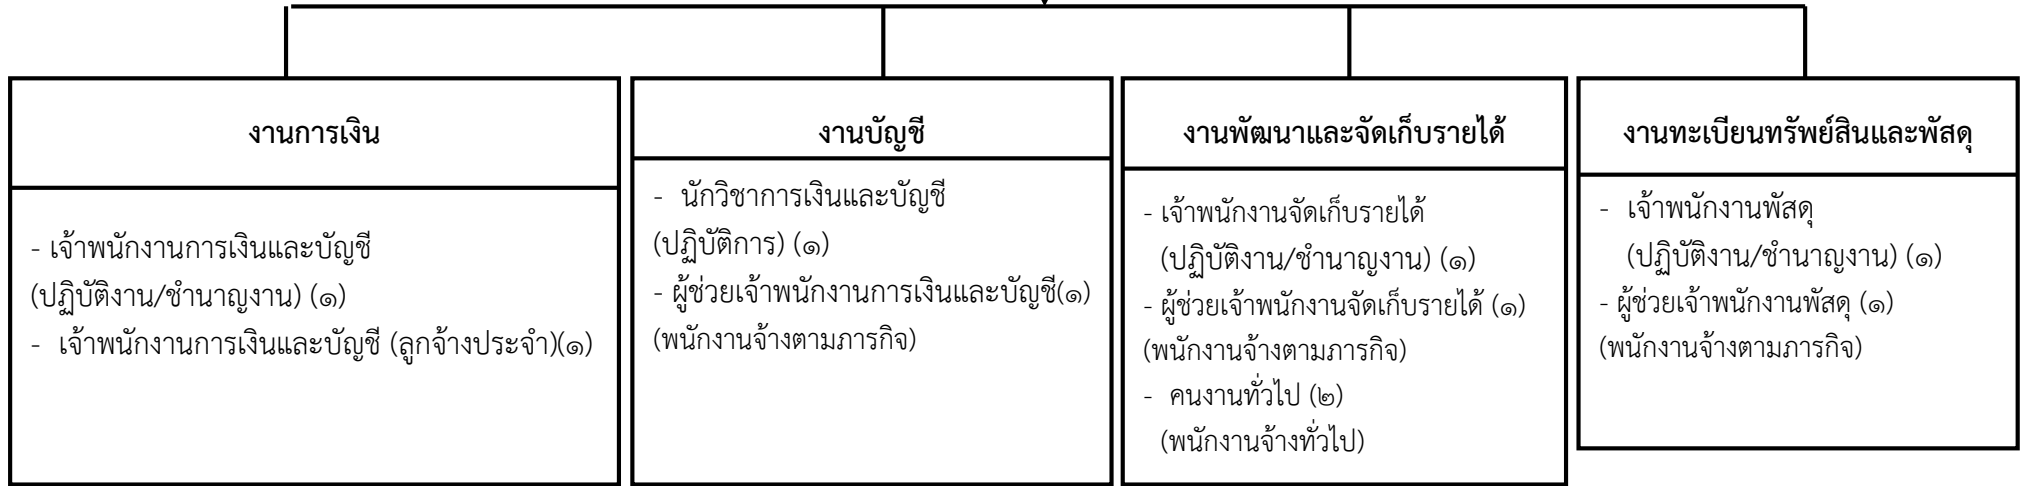 งานการเงิน
- เจ้าพนักงานการเงินและบัญชี
(ปฏิบัติงาน/ชำนาญงาน) (๑)
- เจ้าพนักงานการเงินและบัญชี (ลูกจ้างประจำ)(๑)
งานบัญชี
- นักวิชาการเงินและบัญชี
(ปฏิบัติการ) (๑)
- ผู้ช่วยเจ้าพนักงานการเงินและบัญชี(๑)
(พนักงานจ้างตามภารกิจ)
งานพัฒนาและจัดเก็บรายได้
- เจ้าพนักงานจัดเก็บรายได้
(ปฏิบัติงาน/ชำนาญงาน) (๑)
- ผู้ช่วยเจ้าพนักงานจัดเก็บรายได้ (๑)
(พนักงานจ้างตามภารกิจ)
- คนงานทั่วไป (๒)
(พนักงานจ้างทั่วไป)
งานทะเบียนทรัพย์สินและพัสดุ
- เจ้าพนักงานพัสดุ
(ปฏิบัติงาน/ชำนาญงาน) (๑)
- ผู้ช่วยเจ้าพนักงานพัสดุ (๑)
(พนักงานจ้างตามภารกิจ)